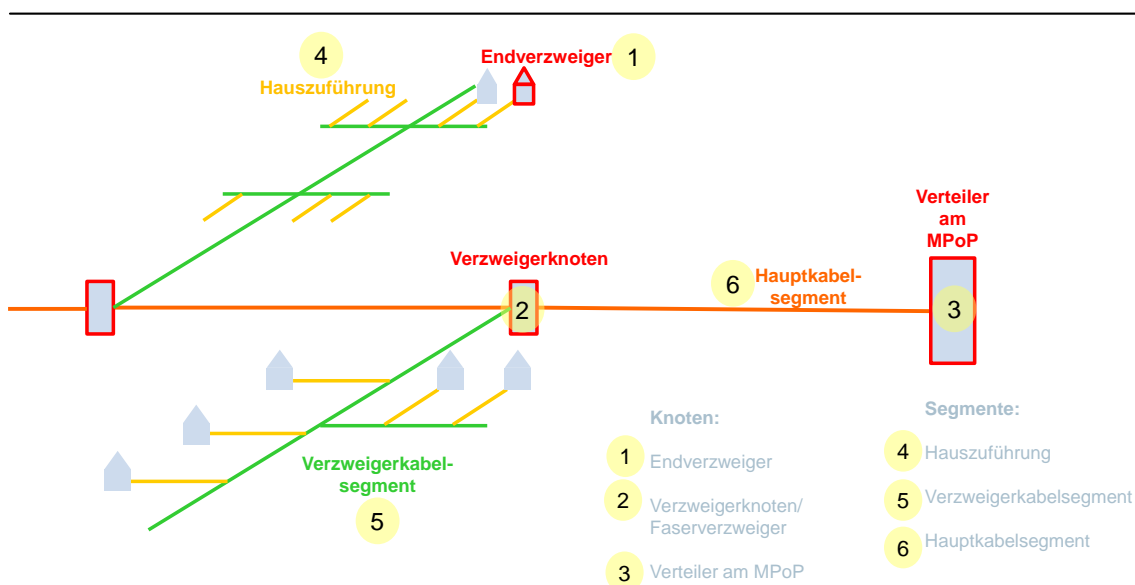 4
Hauszuführung
Endverzweiger
1
Verteiler
am
MPoP
Verzweigerknoten
6
Hauptkabel-
segment
2
3
Verzweigerkabel-
segment
5
Knoten:
1
Endverzweiger
2
Verzweigerknoten/
Faserverzweiger
3
Verteiler am MPoP
Segmente:
4
Hauszuführung
5
Verzweigerkabelsegment
6
Hauptkabelsegment